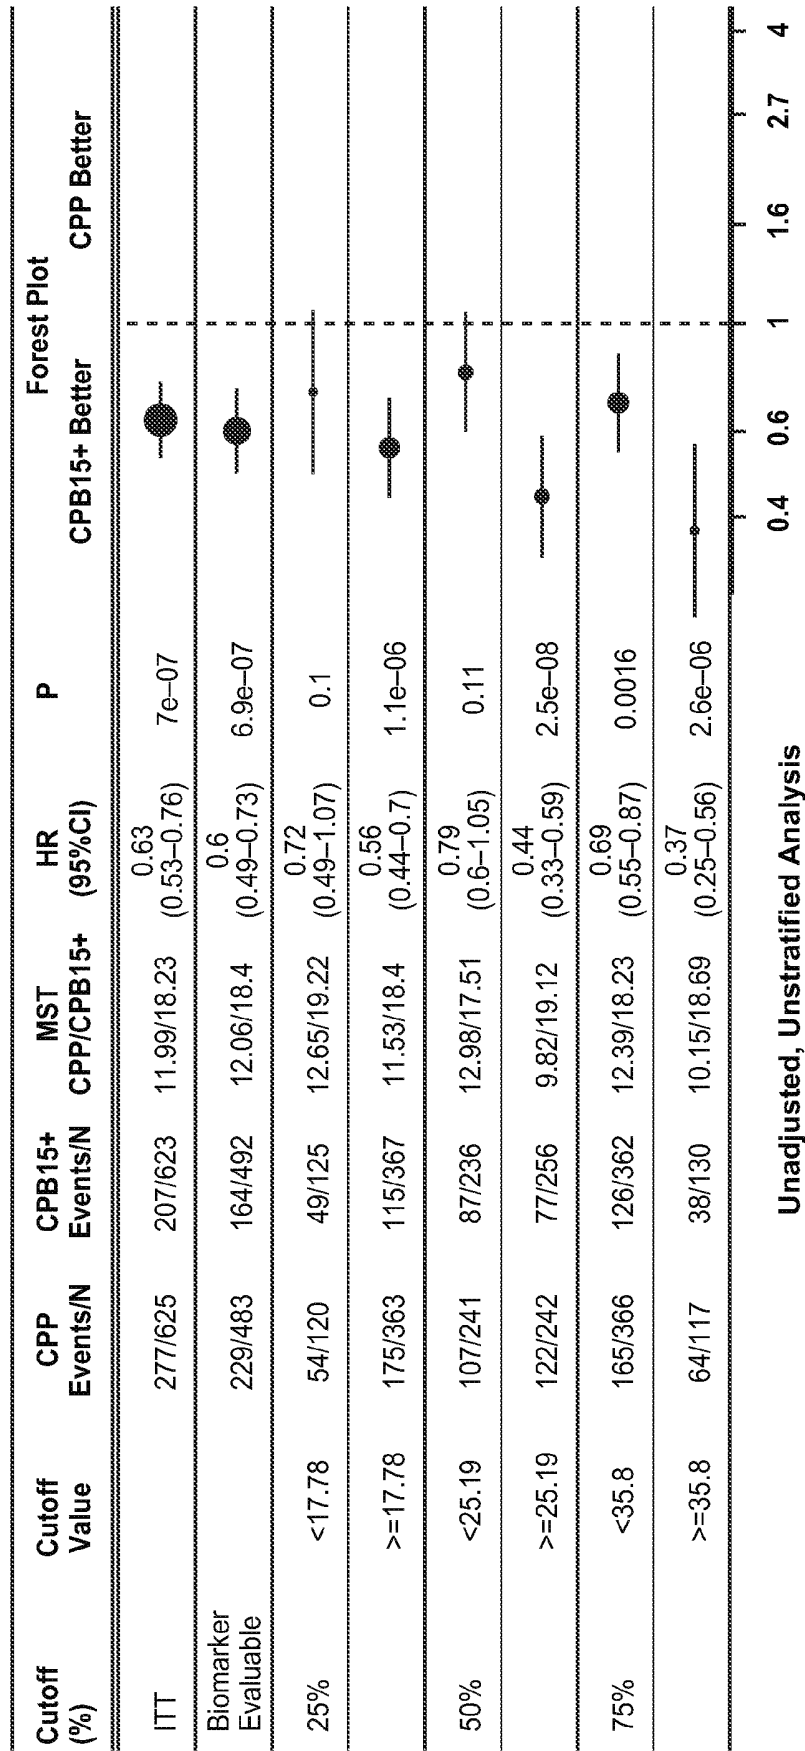 Cutoff (%) Cutoff Value CPP Events/N CPB15+ Events/N MST CPP/CPB15+ HR (95%CI) P Forest Plot CPB15+ Better CPP Better
ITT 277/625 207/623 11.99/18.23 0.63 (0.53–0.76) 7e–07
Biomarker Evaluable 229/483 164/492 12.06/18.4 0.6 (0.49–0.73) 6.9e–07
25% <17.78 54/120 49/125 12.65/19.22 0.72 (0.49–1.07) 0.1
>=17.78 175/363 115/367 11.53/18.4 0.56 (0.44–0.7) 1.1e–06
50% <25.19 107/241 87/236 12.98/17.51 0.79 (0.6–1.05) 0.11
>=25.19 122/242 77/256 9.82/19.12 0.44 (0.33–0.59) 2.5e–08
75% <35.8 165/366 126/362 12.39/18.23 0.69 (0.55–0.87) 0.0016
>=35.8 64/117 38/130 10.15/18.69 0.37 (0.25–0.56) 2.6e–06
0.4 0.6 1 1.6 2.7 4
Unadjusted, Unstratified Analysis